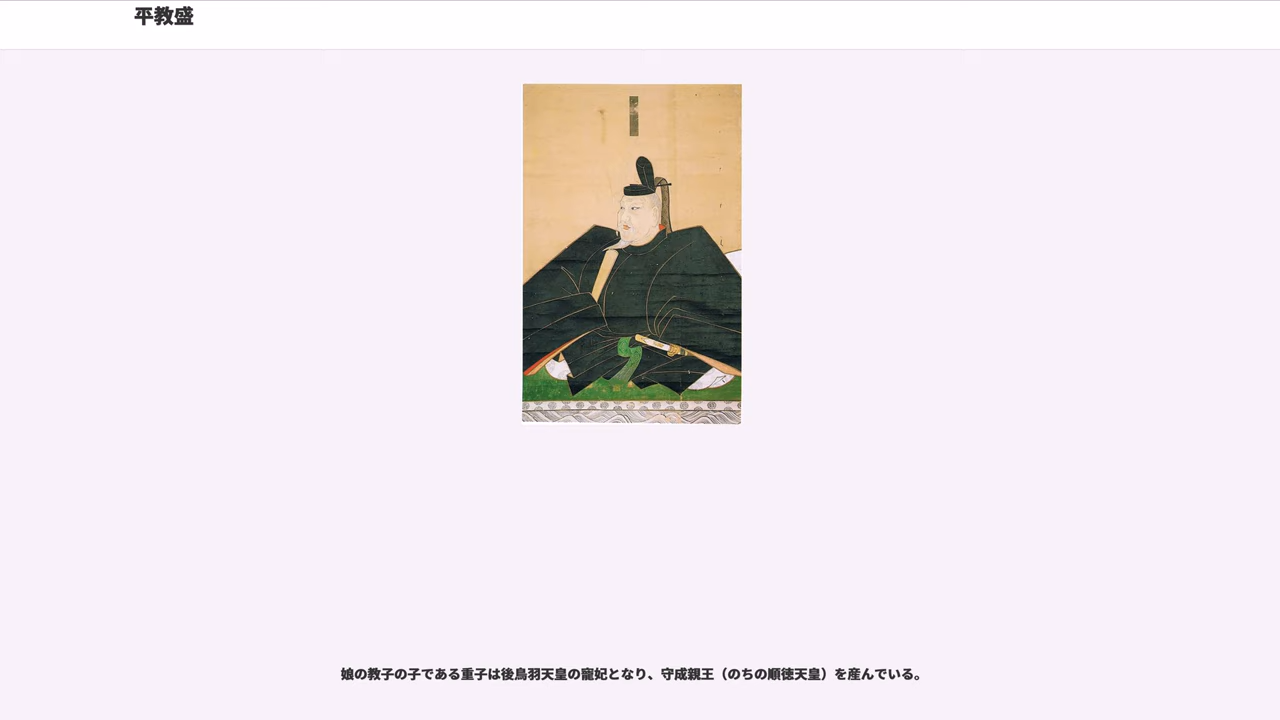 平教盛
娘の教子の子である重子は後鳥羽天皇の寵妃となり、守成親王（のちの順徳天皇）を産んでいる。